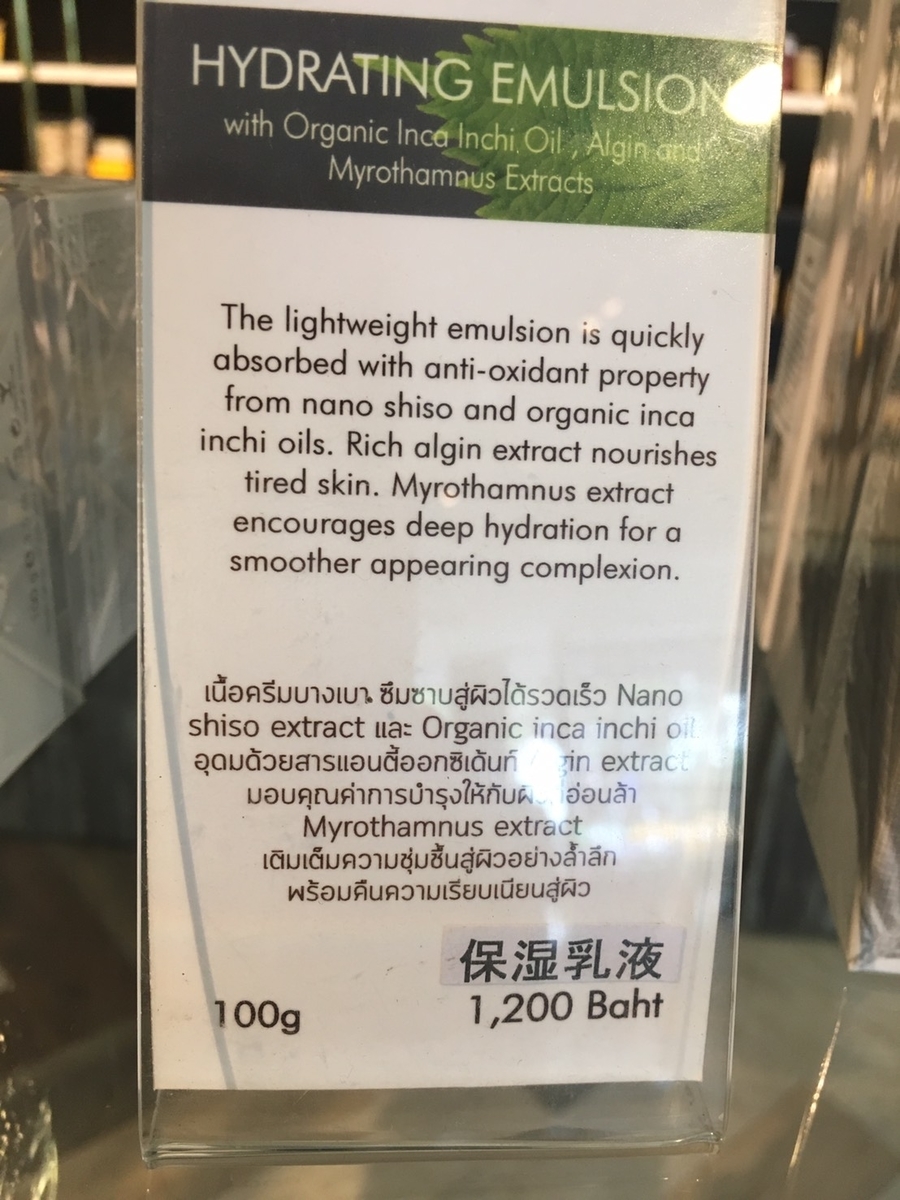 HYDRATING EMULSION
with Organic Inca Inchi Oil , Algin and
Myrothamnus Extracts
The lightweight emulsion is quickly
absorbed with anti-oxidant property
from nano shiso and organic inca
inchi oils. Rich algin extract nourishes
tired skin. Myrothamnus extract
encourages deep hydration for a
smoother appearing complexion.
เนื้อครีมบางเบา ซึมซาบสู่ผิวได้รวดเร็ว Nano
shiso extract และ Organic inca inchi oil
อุดมด้วยสารแอนตี้ออกซิเด้นท์ extract
มอบคุณค่าการบำรุงให้กับ
Myrothamnus extract
เติมเต็มความชุ่มชื้นสู่ผิวอย่างล้ำลึก
พร้อมคืนความเรียบเนียนสู่ผิว
保湿乳液
100g 1,200 Baht